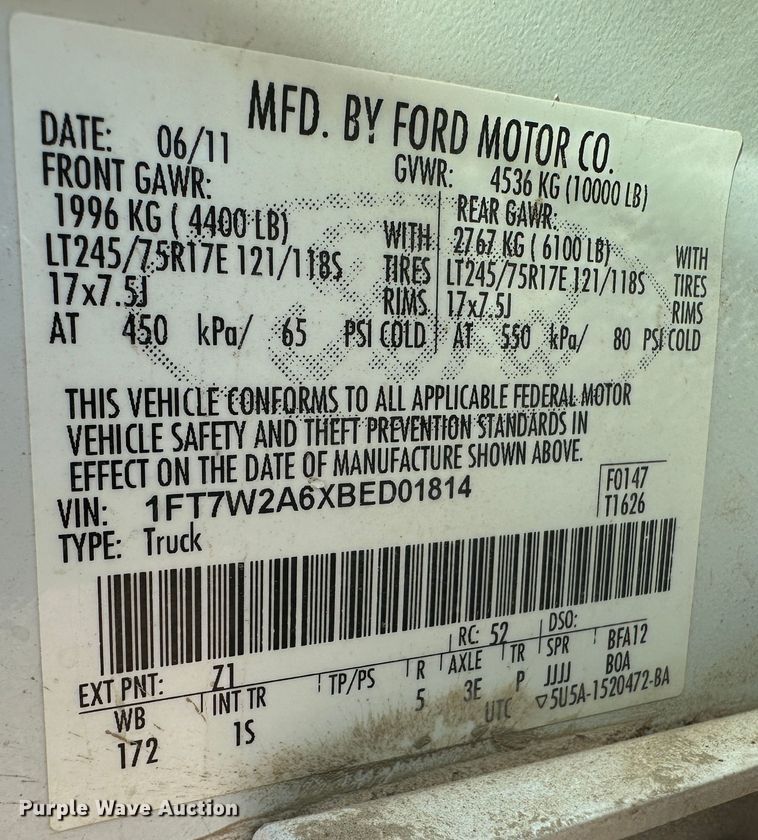 MFD. BY FORD MOTOR CO.
DATE: 06/11
GVWR: 4536 KG (10000 LB)
FRONT GAWR:
REAR GAWR:
1996 KG ( 4400 LB) WITH
2767 KG ( 6100 LB) WITH
LT245/75R17E 121/118S TIRES
LT245/75R17E 121/118S TIRES
17x7.5J RIMS
17x7.5J RIMS
AT 450 kPa/ 65 PSI COLD
AT 550 kPa/ 80 PSI COLD
THIS VEHICLE CONFORMS TO ALL APPLICABLE FEDERAL MOTOR
VEHICLE SAFETY AND THEFT PREVENTION STANDARDS IN
EFFECT ON THE DATE OF MANUFACTURE SHOWN ABOVE.
VIN: 1FT7W2A6XBED01814
F0147
TYPE: Truck
T1626
EXT PNT: Z1 RC: 52 DSO:
WB INT TR TP/PS R AXLE TR SPR BFA12
172 1S 5 3E P JJJJ BOA
UTC ▽5U5A-1520472-BA
Purple Wave Auction